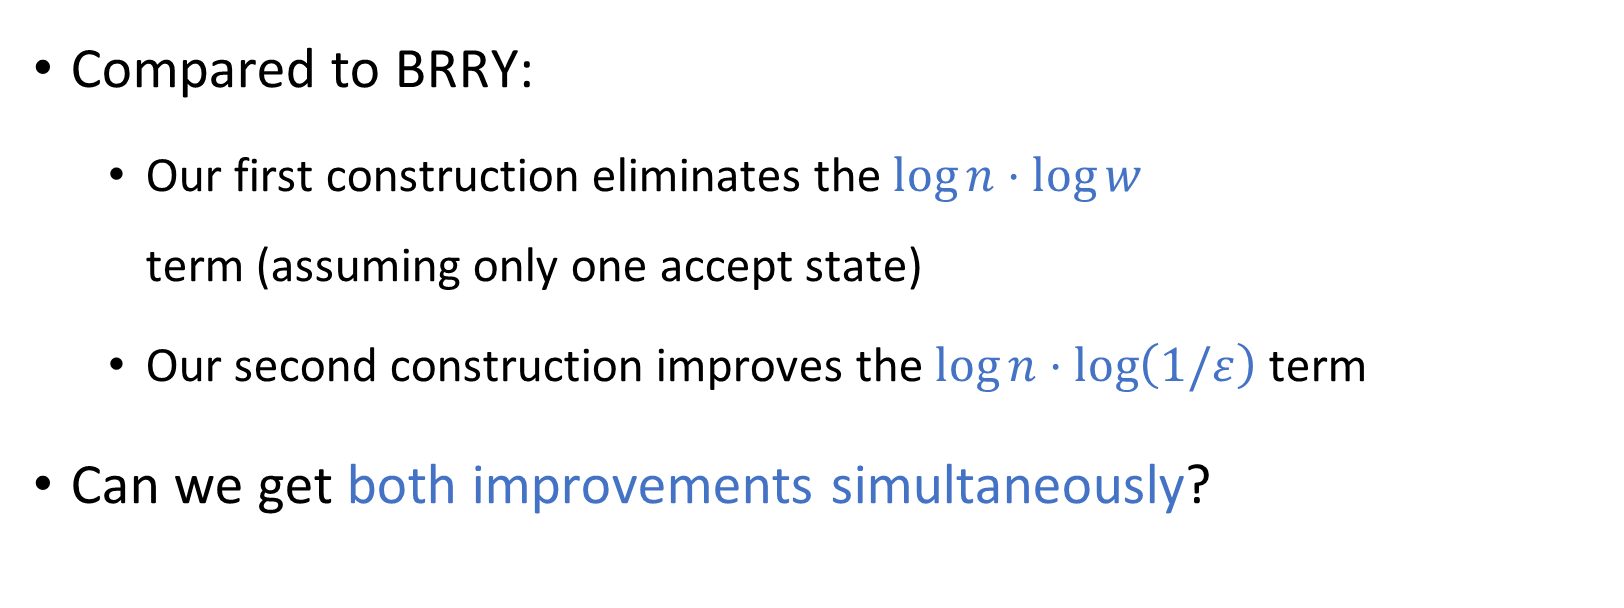 • Compared to BRRY:
• Our first construction eliminates the log n · log w
term (assuming only one accept state)
• Our second construction improves the log n · log(1/ε) term
• Can we get both improvements simultaneously?